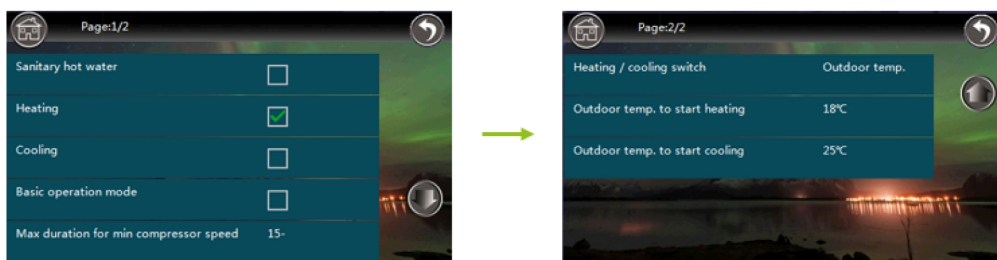 Page:1/2
Sanitary hot water
Heating
Cooling
Basic operation mode
Max duration for min compressor speed 15-
Page:2/2
Heating / cooling switch Outdoor temp.
Outdoor temp. to start heating 18℃
Outdoor temp. to start cooling 25℃